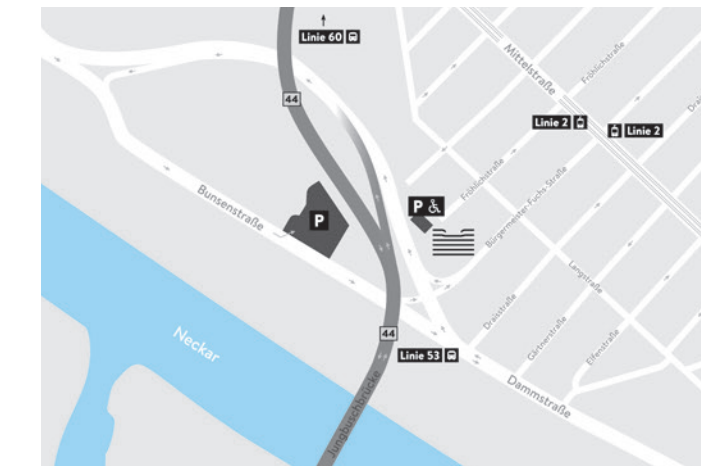 Linie 60
Mittelstraße
Fröhlichstraße
44
Linie 2
Linie 2
Bunsenstraße
P
P
Fröhlichstraße
Bürgermeister-Fuchs-Straße
Langstraße
Draisstraße
Gärtnerstraße
Elfenstraße
44
Neckar
Linie 53
Dammstraße
Jungbuschbrücke